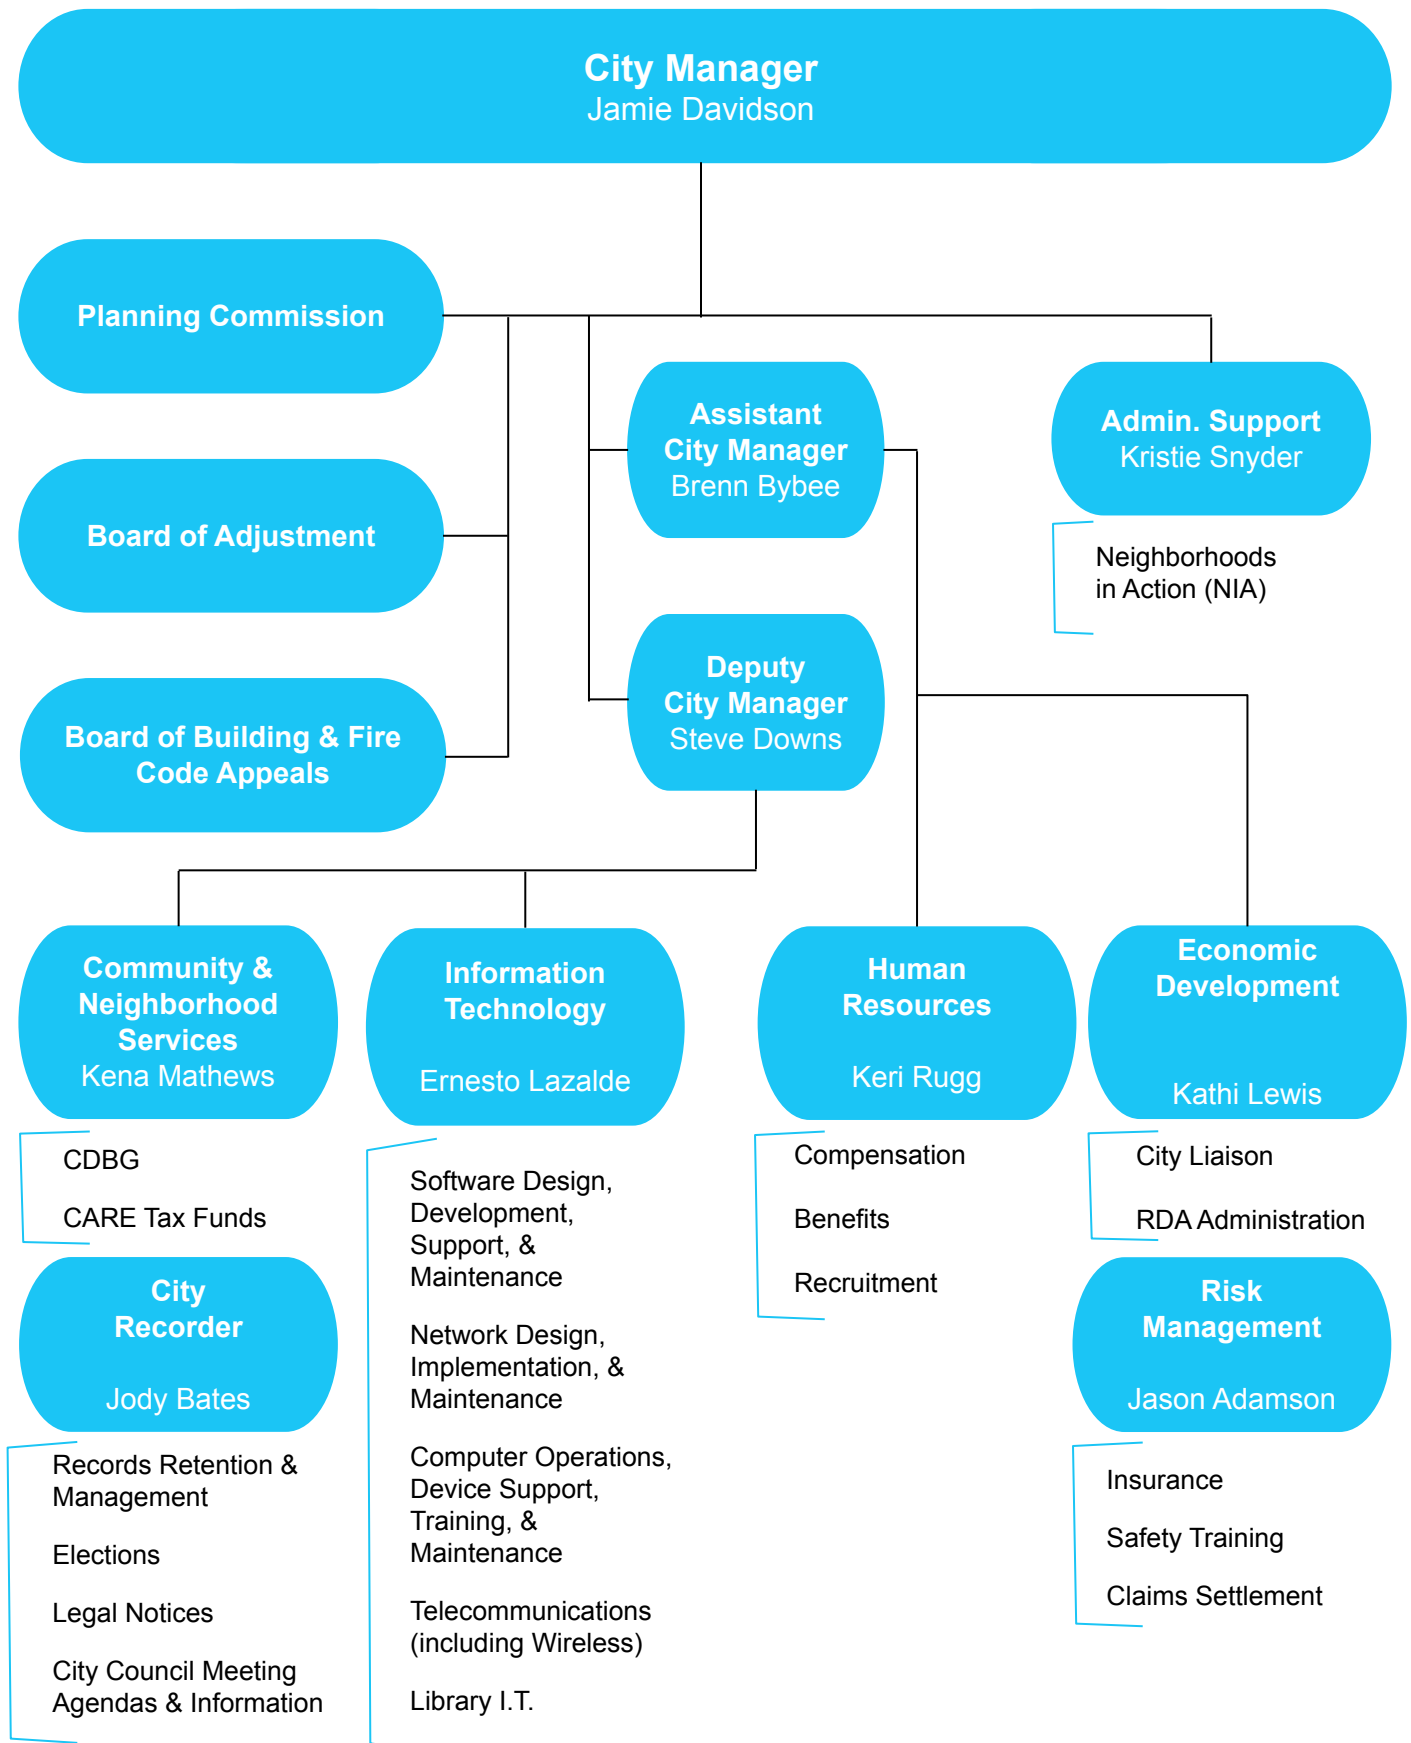 City Manager
Jamie Davidson
Planning Commission
Assistant
City Manager
Brenn Bybee
Admin. Support
Kristie Snyder
Neighborhoods
in Action (NIA)
Board of Adjustment
Deputy
City Manager
Steve Downs
Board of Building & Fire
Code Appeals
Community &
Neighborhood
Services
Kena Mathews
CDBG
CARE Tax Funds
City
Recorder
Jody Bates
Records Retention &
Management
Elections
Legal Notices
City Council Meeting
Agendas & Information
Information
Technology
Ernesto Lazalde
Software Design,
Development,
Support, &
Maintenance
Network Design,
Implementation, &
Maintenance
Computer Operations,
Device Support,
Training, &
Maintenance
Telecommunications
(including Wireless)
Library I.T.
Human
Resources
Keri Rugg
Compensation
Benefits
Recruitment
Economic
Development
Kathi Lewis
City Liaison
RDA Administration
Risk
Management
Jason Adamson
Insurance
Safety Training
Claims Settlement